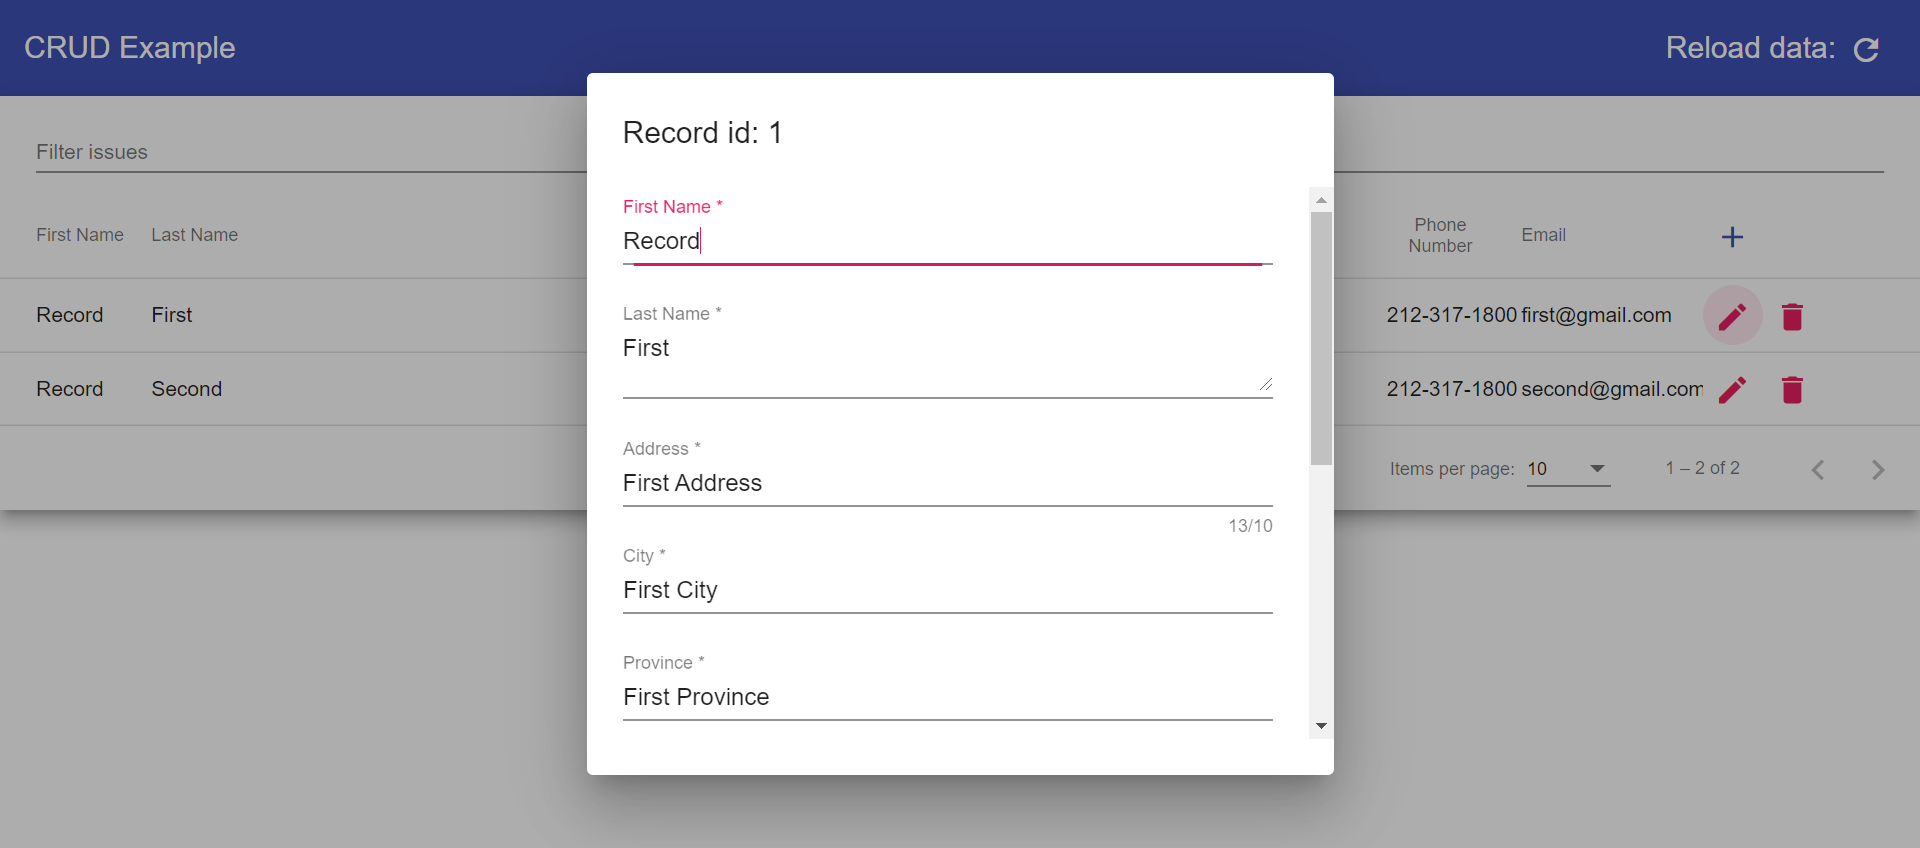 CRUD Example
Reload data:
Filter issues
First Name Last Name Phone Number Email
Record First 212-317-1800 first@gmail.com
Record Second 212-317-1800 second@gmail.com
Items per page: 10 1 – 2 of 2
Record id: 1
First Name *
Record
Last Name *
First
Address *
First Address
13/10
City *
First City
Province *
First Province